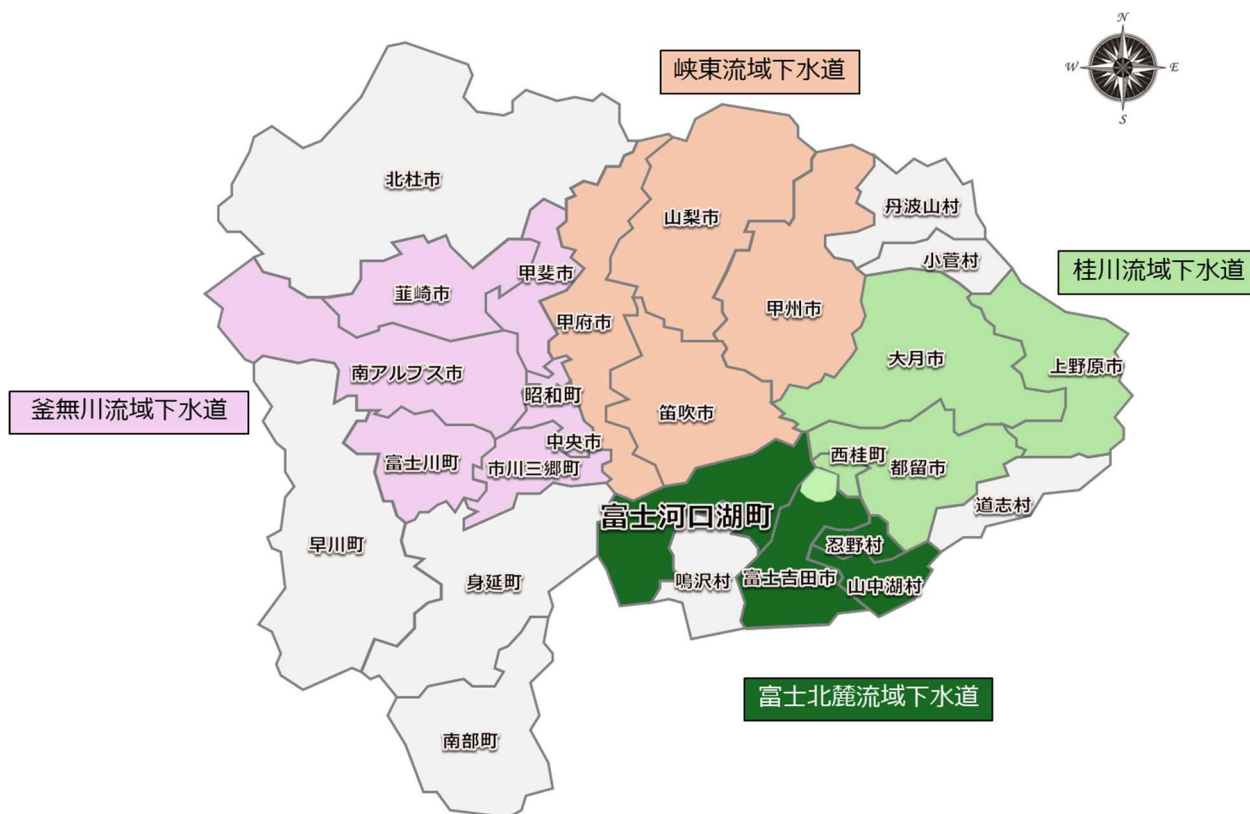 N
W
E
S
峡東流域下水道
北杜市
山梨市
丹波山村
小菅村
桂川流域下水道
甲斐市
韮崎市
甲府市
甲州市
大月市
上野原市
南アルプス市
昭和町
釜無川流域下水道
笛吹市
中央市
西桂町
富士川町
市川三郷町
都留市
道志村
富士河口湖町
早川町
忍野村
鳴沢村
富士吉田市
身延町
山中湖村
富士北麓流域下水道
南部町